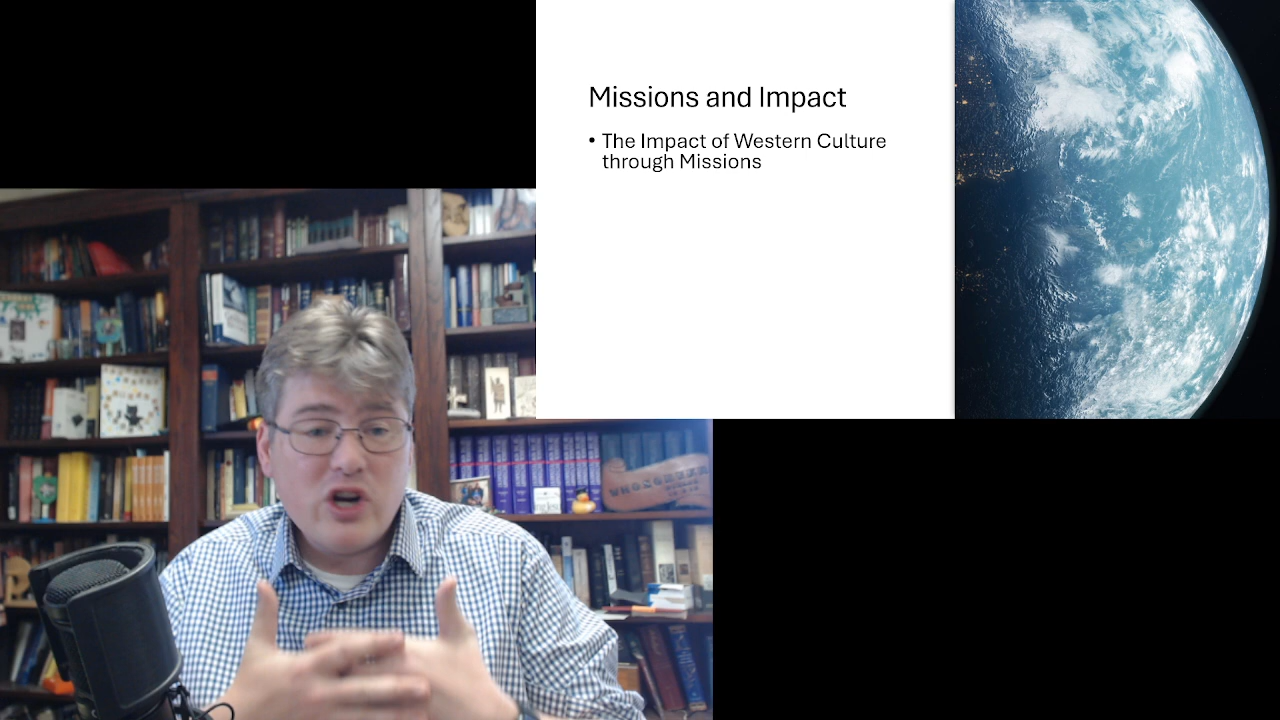 Missions and Impact
• The Impact of Western Culture
through Missions